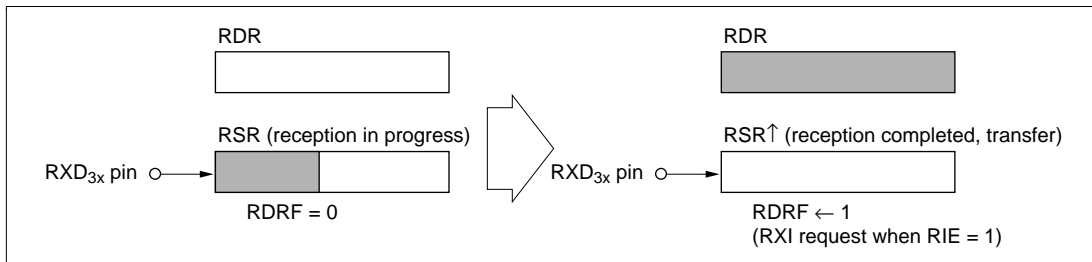 RDR
RSR (reception in progress)
RXD3x pin
RDRF = 0
RDR
RSR↑ (reception completed, transfer)
RXD3x pin
RDRF ← 1
(RXI request when RIE = 1)